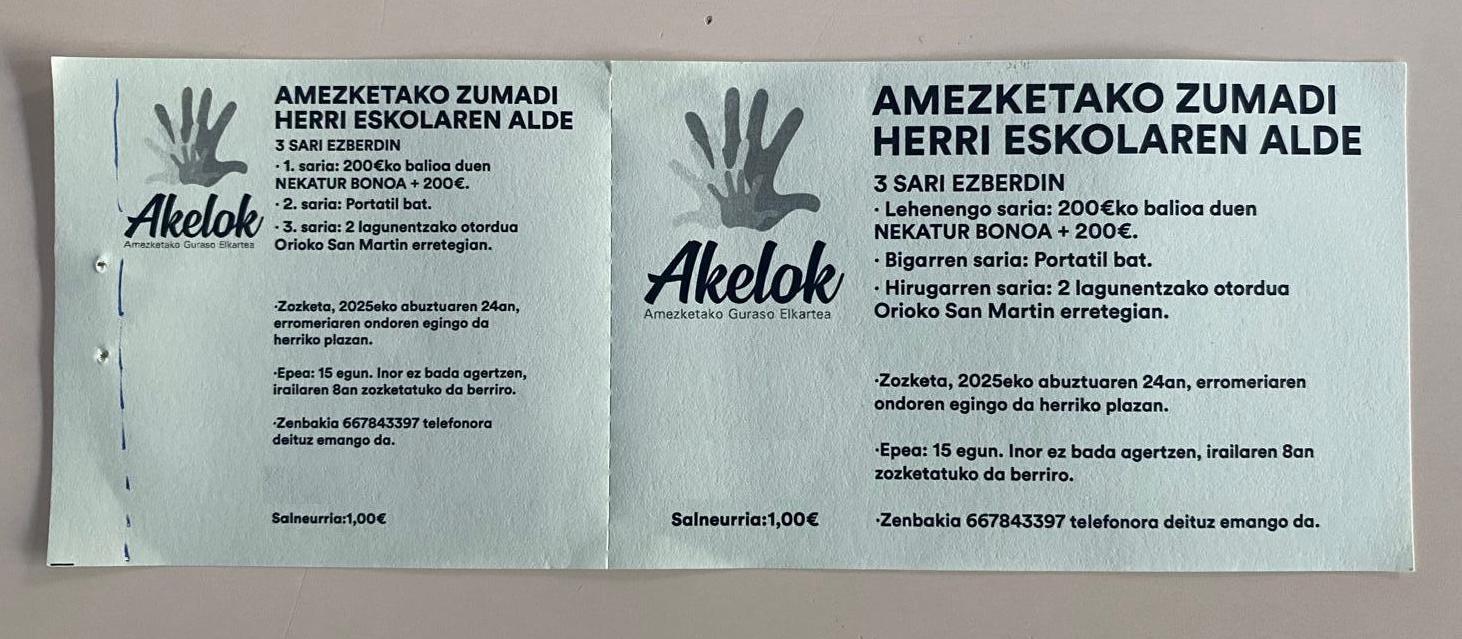 AMEZKETAKO ZUMADI
HERRI ESKOLAREN ALDE
3 SARI EZBERDIN
· 1. saria: 200€ko balioa duen
NEKATUR BONOA + 200€.
· 2. saria: Portatil bat.
· 3. saria: 2 lagunentzako otordua
Orioko San Martin erretegian.
Akelok
Amezketako Guraso Elkartea
·Zozketa, 2025eko abuztuaren 24an,
erromeriaren ondoren egingo da
herriko plazan.
·Epea: 15 egun. Inor ez bada agertzen,
irailaren 8an zozketatuko da berriro.
·Zenbakia 667843397 telefonora
deituz emango da.
Salneurria:1,00€
AMEZKETAKO ZUMADI
HERRI ESKOLAREN ALDE
3 SARI EZBERDIN
· Lehenengo saria: 200€ko balioa duen
NEKATUR BONOA + 200€.
· Bigarren saria: Portatil bat.
· Hirugarren saria: 2 lagunentzako otordua
Orioko San Martin erretegian.
Akelok
Amezketako Guraso Elkartea
·Zozketa, 2025eko abuztuaren 24an, erromeriaren
ondoren egingo da herriko plazan.
·Epea: 15 egun. Inor ez bada agertzen, irailaren 8an
zozketatuko da berriro.
Salneurria:1,00€
·Zenbakia 667843397 telefonora deituz emango da.